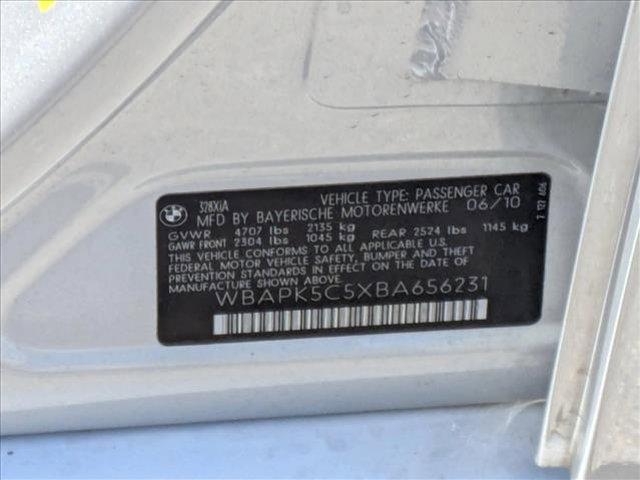 BMW
328XiA
VEHICLE TYPE: PASSENGER CAR
MFD BY BAYERISCHE MOTORENWERKE 06/10
GVWR 4707 lbs 2135 kg
GAWR FRONT 2304 lbs 1045 kg REAR 2524 lbs 1145 kg
THIS VEHICLE CONFORMS TO ALL APPLICABLE
FEDERAL MOTOR VEHICLE SAFETY, BUMPER AND
THEFT PREVENTION STANDARDS IN EFFECT ON THE DATE OF
MANUFACTURE SHOWN ABOVE
WBAPK5C5XBA656231